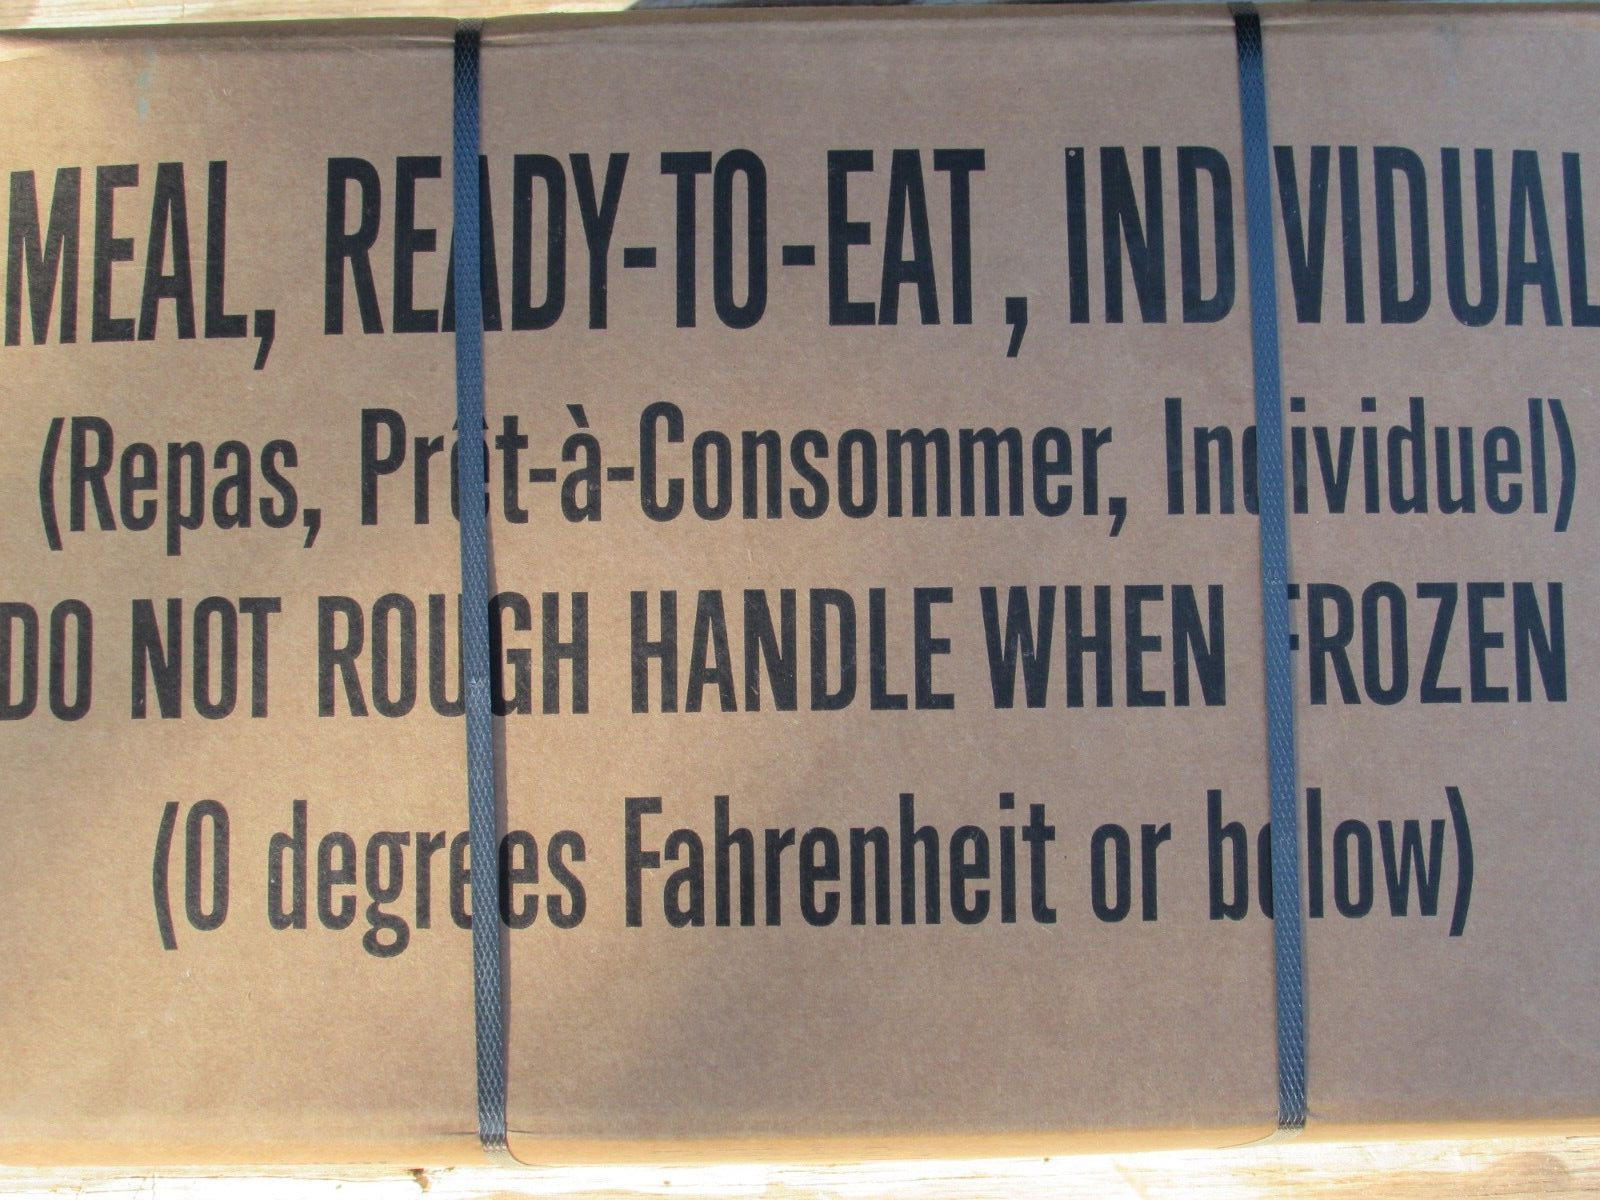 MEAL, READY-TO-EAT, INDIVIDUAL
(Repas, Prêt-à-Consommer, Individuel)
DO NOT ROUGH HANDLE WHEN FROZEN
(0 degrees Fahrenheit or below)